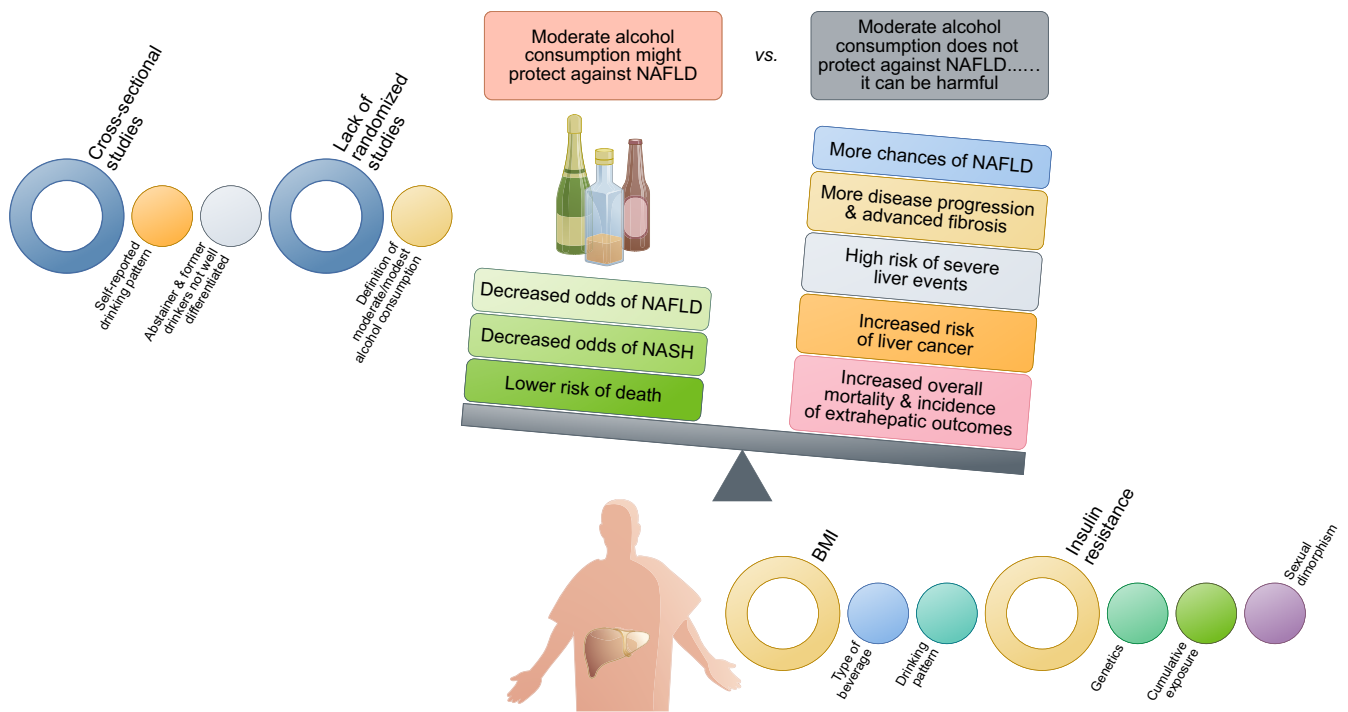 Moderate alcohol
consumption might
protect against NAFLD
vs.
Moderate alcohol
consumption does not
protect against NAFLD......
it can be harmful
Cross-sectional
studies
Self-reported
drinking pattern
Abstainer & former
drinkers not well
differentiated
Lack of
randomized
studies
Definition of
moderate/modest
alcohol consumption
Decreased odds of NAFLD
Decreased odds of NASH
Lower risk of death
More chances of NAFLD
More disease progression
& advanced fibrosis
High risk of severe
liver events
Increased risk
of liver cancer
Increased overall
mortality & incidence
of extrahepatic outcomes
BMI
Type of
beverage
Drinking
pattern
Insulin
resistance
Genetics
Cumulative
exposure
Sexual
dimorphism